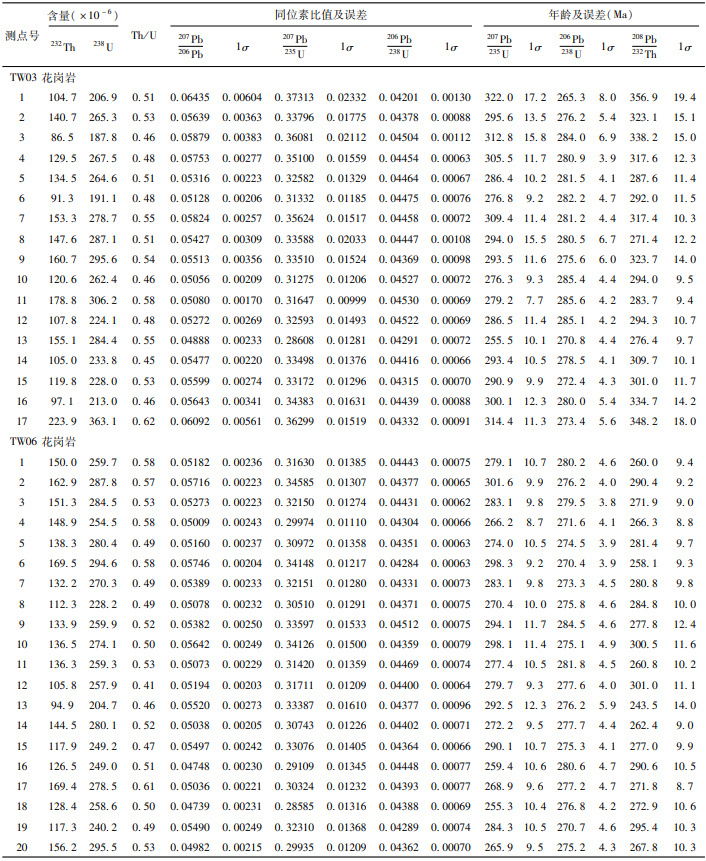 测点号 含量(×10⁻⁶) Th/U 同位素比值及误差 年龄及误差(Ma)
²³²Th ²³⁸U ²⁰⁷Pb/²⁰⁶Pb 1σ ²⁰⁷Pb/²³⁵U 1σ ²⁰⁶Pb/²³⁸U 1σ ²⁰⁷Pb/²³⁵U 1σ ²⁰⁶Pb/²³⁸U 1σ ²⁰⁸Pb/²³²Th 1σ
TW03 花岗岩
1 104.7 206.9 0.51 0.06435 0.00604 0.37313 0.02332 0.04201 0.00130 322.0 17.2 265.3 8.0 356.9 19.4
2 140.7 265.3 0.53 0.05639 0.00363 0.33796 0.01775 0.04378 0.00088 295.6 13.5 276.2 5.4 323.1 15.1
3 86.5 187.8 0.46 0.05879 0.00383 0.36081 0.02112 0.04504 0.00112 312.8 15.8 284.0 6.9 338.2 15.0
4 129.5 267.5 0.48 0.05753 0.00277 0.35100 0.01559 0.04454 0.00063 305.5 11.7 280.9 3.9 317.6 12.3
5 134.5 264.6 0.51 0.05316 0.00223 0.32582 0.01329 0.04464 0.00067 286.4 10.2 281.5 4.1 287.6 11.4
6 91.3 191.1 0.48 0.05128 0.00206 0.31332 0.01185 0.04475 0.00076 276.8 9.2 282.2 4.7 292.0 11.5
7 153.3 278.7 0.55 0.05824 0.00257 0.35624 0.01517 0.04458 0.00072 309.4 11.4 281.2 4.4 317.4 10.3
8 147.6 287.1 0.51 0.05427 0.00309 0.33588 0.02033 0.04447 0.00108 294.0 15.5 280.5 6.7 271.4 12.2
9 160.7 295.6 0.54 0.05513 0.00356 0.33510 0.01524 0.04369 0.00098 293.5 11.6 275.6 6.0 323.7 14.0
10 120.6 262.4 0.46 0.05056 0.00209 0.31275 0.01206 0.04527 0.00072 276.3 9.3 285.4 4.4 294.0 9.5
11 178.8 306.2 0.58 0.05080 0.00170 0.31647 0.00999 0.04530 0.00069 279.2 7.7 285.6 4.2 283.7 9.4
12 107.8 224.1 0.48 0.05272 0.00269 0.32593 0.01493 0.04522 0.00069 286.5 11.4 285.1 4.2 294.3 10.7
13 155.1 284.4 0.55 0.04888 0.00233 0.28608 0.01281 0.04291 0.00072 255.5 10.1 270.8 4.4 276.4 9.7
14 105.0 233.8 0.45 0.05477 0.00220 0.33498 0.01376 0.04416 0.00066 293.4 10.5 278.5 4.1 309.7 10.1
15 119.8 228.0 0.53 0.05599 0.00274 0.33172 0.01296 0.04315 0.00070 290.9 9.9 272.4 4.3 301.0 11.7
16 97.1 213.0 0.46 0.05643 0.00341 0.34383 0.01631 0.04439 0.00088 300.1 12.3 280.0 5.4 334.7 14.2
17 223.9 363.1 0.62 0.06092 0.00561 0.36299 0.01519 0.04332 0.00091 314.4 11.3 273.4 5.6 348.2 18.0
TW06 花岗岩
1 150.0 259.7 0.58 0.05182 0.00236 0.31630 0.01385 0.04443 0.00075 279.1 10.7 280.2 4.6 260.0 9.4
2 162.9 287.8 0.57 0.05716 0.00223 0.34585 0.01307 0.04377 0.00065 301.6 9.9 276.2 4.0 290.4 9.2
3 151.3 284.5 0.53 0.05273 0.00223 0.32150 0.01274 0.04431 0.00062 283.1 9.8 279.5 3.8 271.9 9.0
4 148.9 254.5 0.58 0.05009 0.00243 0.29974 0.01110 0.04304 0.00066 266.2 8.7 271.6 4.1 266.3 8.8
5 138.3 280.4 0.49 0.05160 0.00237 0.30972 0.01358 0.04351 0.00063 274.0 10.5 274.5 3.9 281.4 9.7
6 169.5 294.6 0.58 0.05746 0.00204 0.34148 0.01217 0.04284 0.00063 298.3 9.2 270.4 3.9 258.1 9.3
7 132.2 270.3 0.49 0.05389 0.00233 0.32151 0.01280 0.04331 0.00073 283.1 9.8 273.3 4.5 280.8 9.8
8 112.3 228.2 0.49 0.05078 0.00232 0.30510 0.01291 0.04371 0.00075 270.4 10.0 275.8 4.6 284.8 10.0
9 133.9 259.9 0.52 0.05382 0.00250 0.33597 0.01533 0.04512 0.00075 294.1 11.7 284.5 4.6 277.8 12.4
10 136.5 274.1 0.50 0.05642 0.00249 0.34126 0.01500 0.04359 0.00079 298.1 11.4 275.1 4.9 300.5 11.6
11 136.3 259.3 0.53 0.05073 0.00229 0.31420 0.01359 0.04469 0.00074 277.4 10.5 281.8 4.5 260.8 10.2
12 105.8 257.9 0.41 0.05194 0.00203 0.31711 0.01209 0.04400 0.00064 279.7 9.3 277.6 4.0 301.0 11.1
13 94.9 204.7 0.46 0.05520 0.00273 0.33387 0.01610 0.04377 0.00096 292.5 12.3 276.2 5.9 243.5 14.0
14 144.5 280.1 0.52 0.05038 0.00205 0.30743 0.01226 0.04402 0.00071 272.2 9.5 277.7 4.4 262.4 9.0
15 117.9 249.2 0.47 0.05497 0.00242 0.33076 0.01405 0.04364 0.00066 290.1 10.7 275.3 4.1 277.0 9.9
16 126.5 249.0 0.51 0.04748 0.00230 0.29109 0.01345 0.04448 0.00077 259.4 10.6 280.6 4.7 290.6 10.5
17 169.4 278.5 0.61 0.05036 0.00221 0.30324 0.01232 0.04393 0.00077 268.9 9.6 277.2 4.7 271.8 8.7
18 128.4 258.6 0.50 0.04739 0.00231 0.28585 0.01316 0.04388 0.00069 255.3 10.4 276.8 4.2 272.9 10.6
19 117.3 240.2 0.49 0.05490 0.00249 0.32310 0.01368 0.04289 0.00074 284.3 10.5 270.7 4.6 295.4 10.3
20 156.2 295.5 0.53 0.04982 0.00215 0.29935 0.01209 0.04362 0.00070 265.9 9.5 275.2 4.3 267.8 10.3